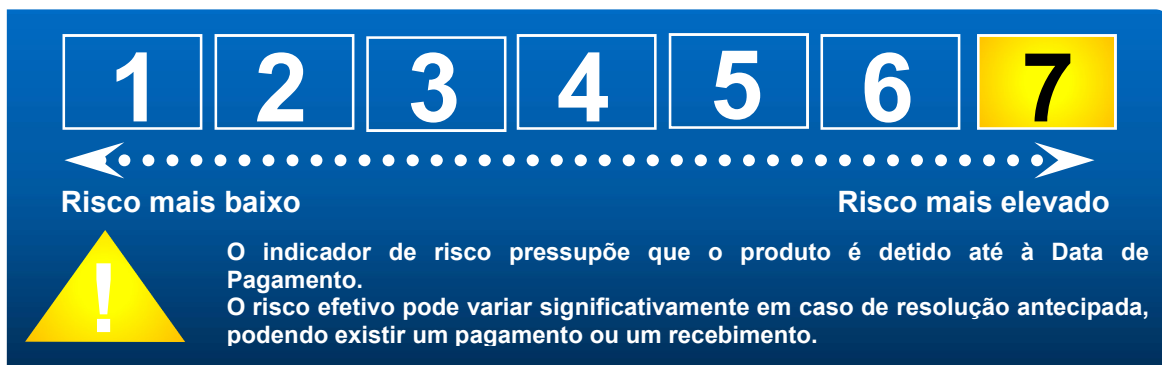 1 2 3 4 5 6 7
Risco mais baixo Risco mais elevado
!
O indicador de risco pressupõe que o produto é detido até à Data de
Pagamento.
O risco efetivo pode variar significativamente em caso de resolução antecipada,
podendo existir um pagamento ou um recebimento.